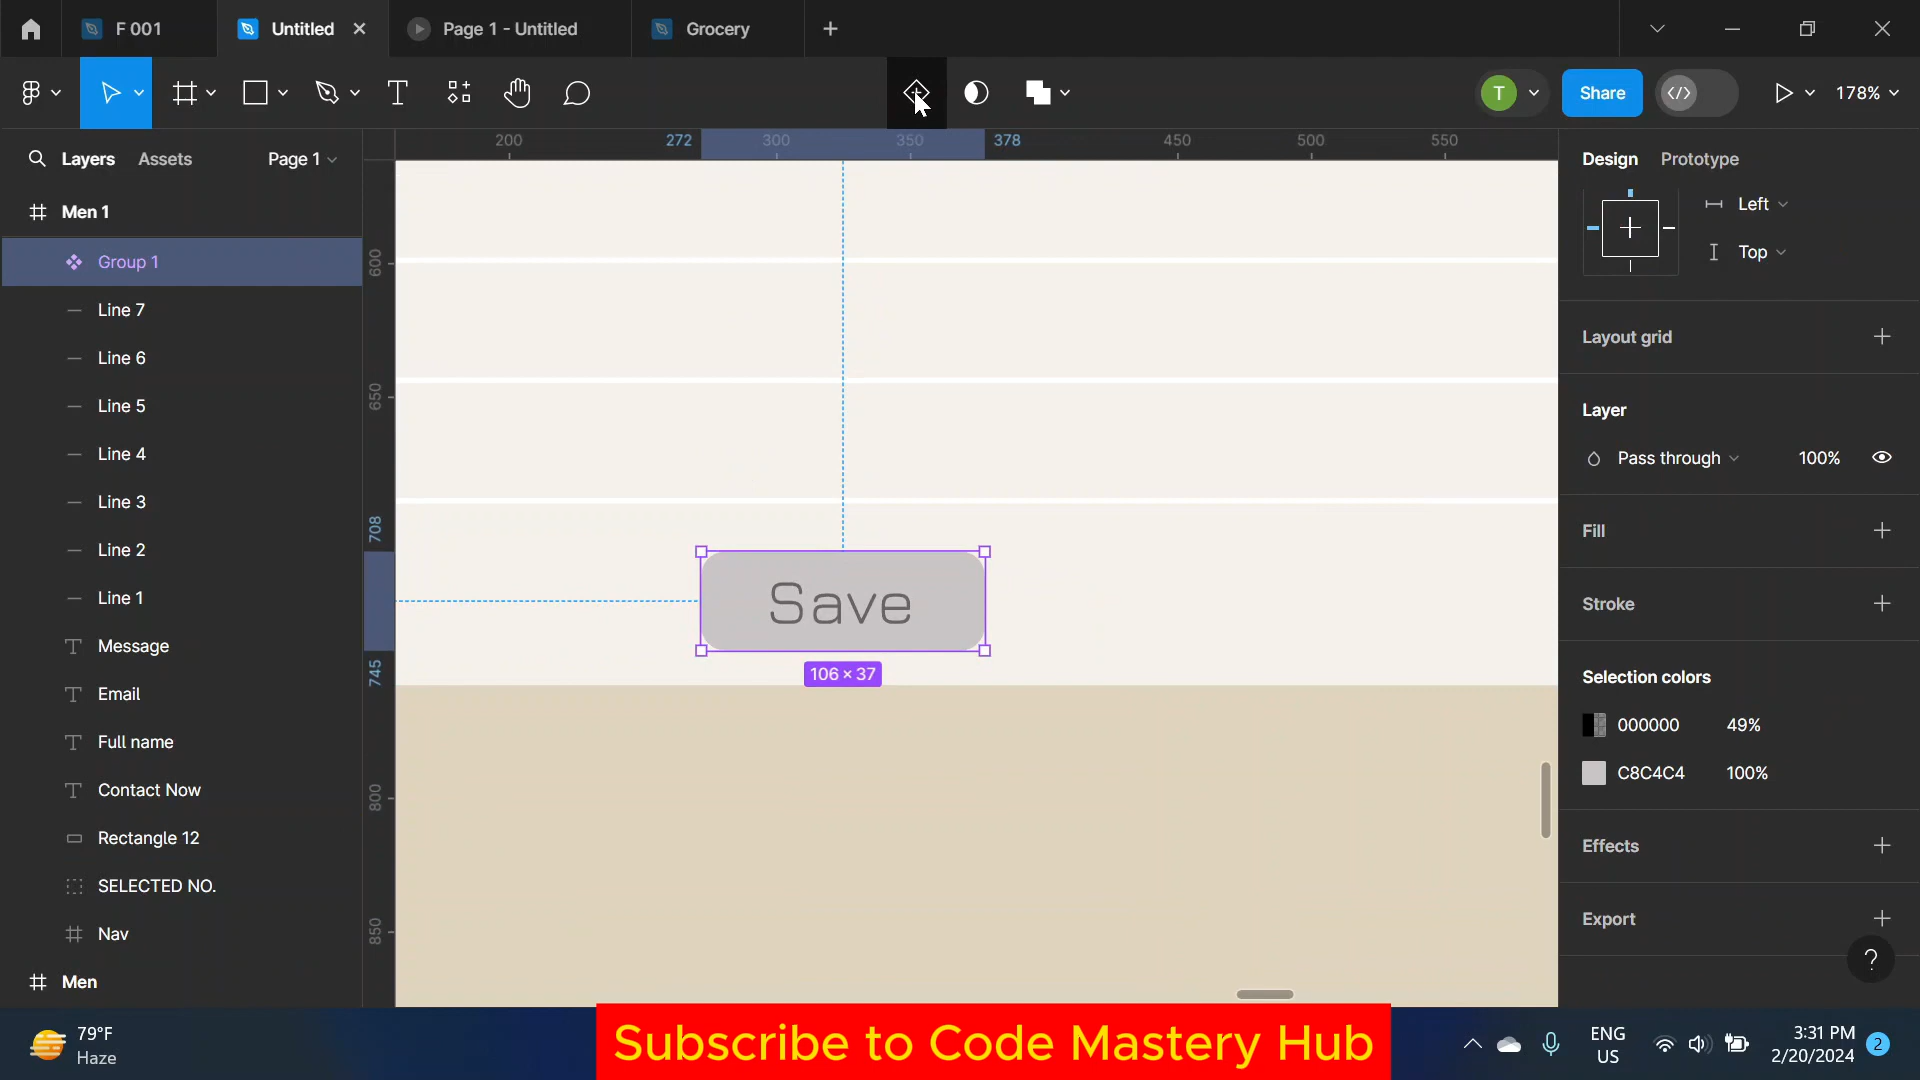 F 001
Untitled
Page 1 - Untitled
Grocery
T
Share
178%
Layers
Assets
Page 1
Men 1
Group 1
Line 7
Line 6
Line 5
Line 4
Line 3
Line 2
Line 1
Message
Email
Full name
Contact Now
Rectangle 12
SELECTED NO.
Nav
Men
200
272
300
350
378
450
500
550
600
650
708
745
800
850
Save
106 × 37
Design
Prototype
Left
Top
Layout grid
Layer
Pass through
100%
Fill
Stroke
Selection colors
000000 49%
C8C4C4 100%
Effects
Export
?
79°F
Haze
Subscribe to Code Mastery Hub
ENG
US
3:31 PM
2/20/2024
2